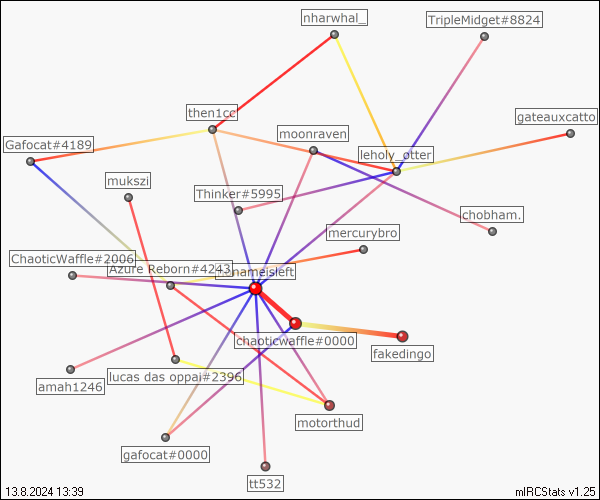 nharwhal_
TripleMidget#8824
then1cc
gateauxcatto
moonraven
Gafocat#4189
leholy_otter
mukszi
Thinker#5995
chobham.
mercurybro
ChaoticWaffle#2006
Azure Reborn#4243
nameisleft
chaoticwaffle#0000
fakedingo
lucas das oppai#2396
amah1246
motorthud
gafocat#0000
tt532
13.8.2024 13:39
mIRCStats v1.25